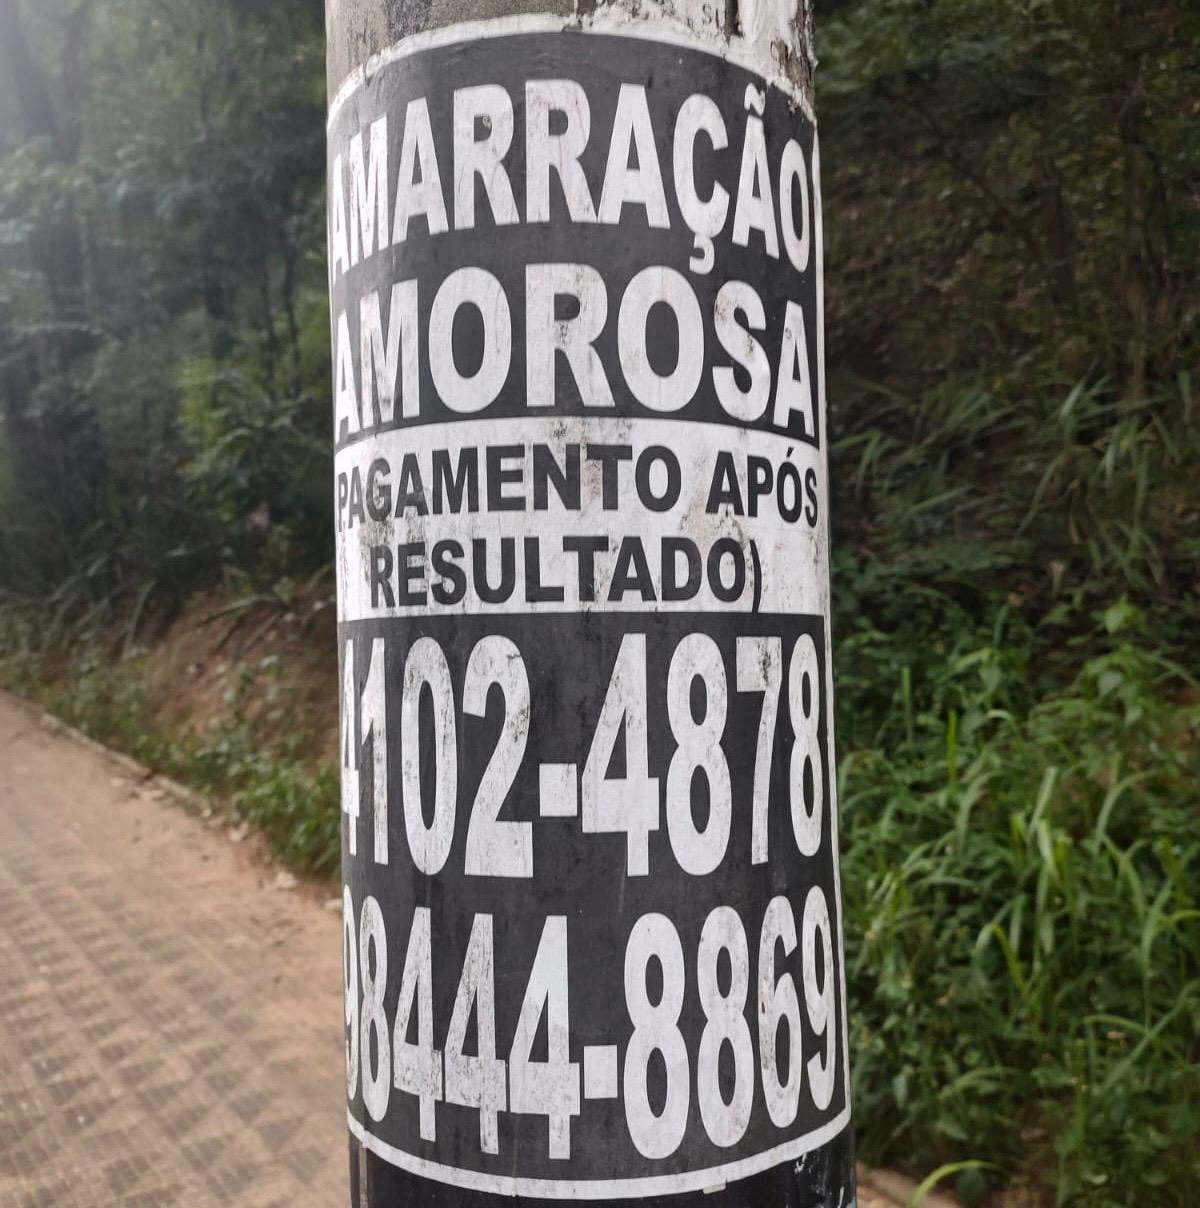 AMARRAÇÃO
AMOROSA
PAGAMENTO APÓS
RESULTADO)
4102-4878
98444-8869